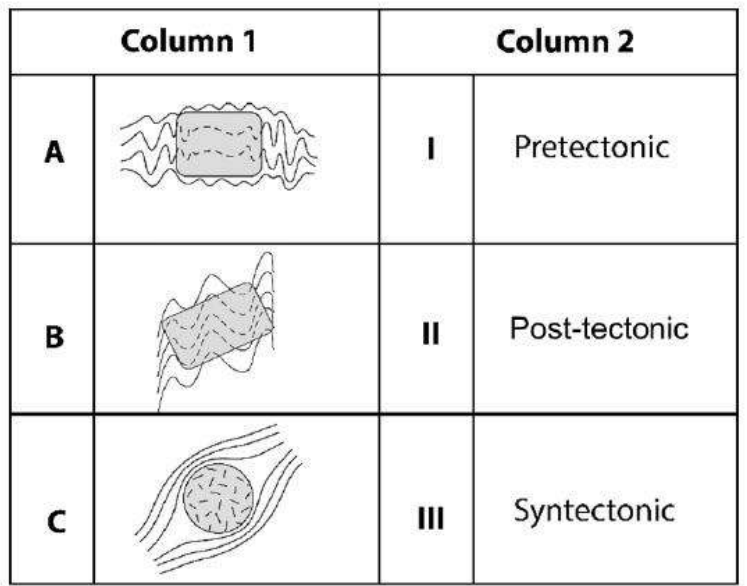 Column 1 Column 2
A I Pretectonic
B II Post-tectonic
C III Syntectonic